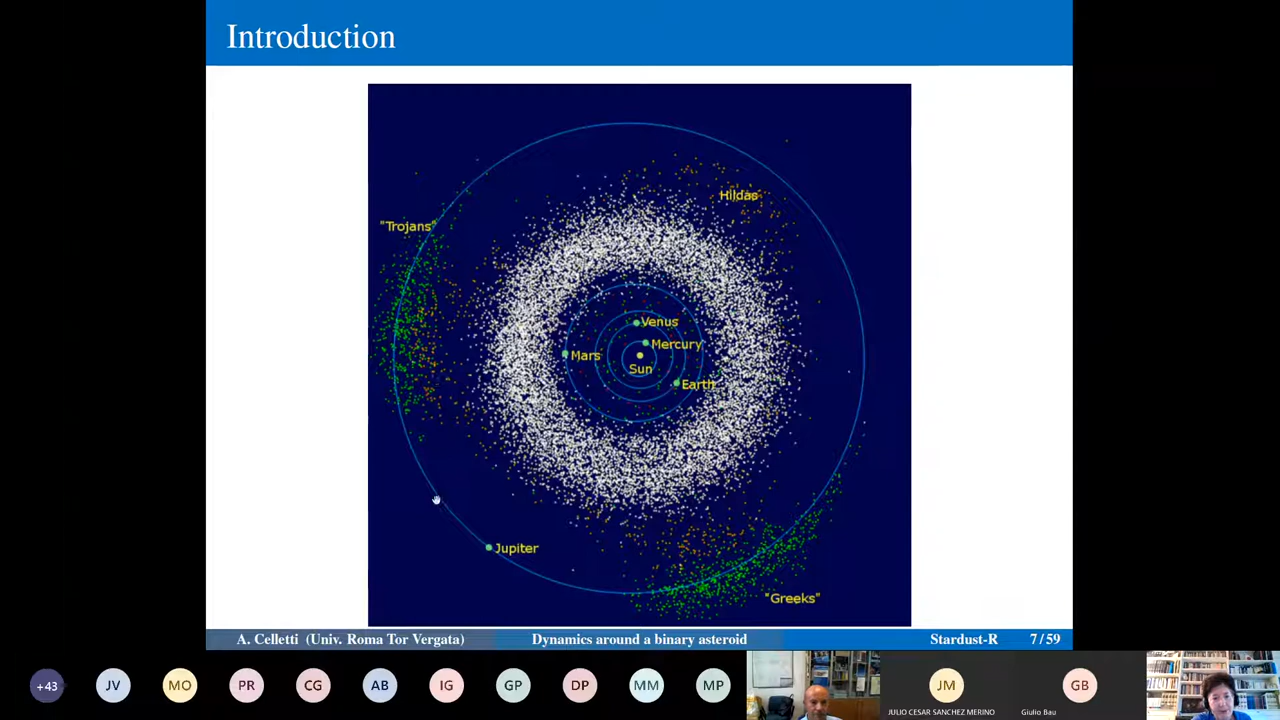 Introduction
Hildas
"Trojans"
Venus
Mercury
Mars
Sun
Earth
Jupiter
"Greeks"
A. Celletti (Univ. Roma Tor Vergata) Dynamics around a binary asteroid Stardust-R 7 / 59
+43 JV MO PR CG AB IG GP DP MM MP JM GB
JULIO CESAR SANCHEZ MERINO Giulio Bau